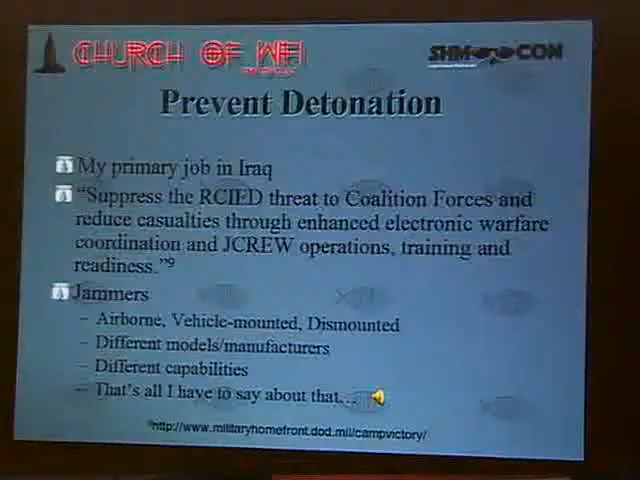 CHURCH OF WIFI
SHMOOCON
Prevent Detonation
My primary job in Iraq
"Suppress the RCIED threat to Coalition Forces and
reduce casualties through enhanced electronic warfare
coordination and JCREW operations, training and
readiness."9
Jammers
– Airborne, Vehicle-mounted, Dismounted
– Different models/manufacturers
– Different capabilities
– That's all I have to say about that…
9http://www.militaryhomefront.dod.mil/campvictory/